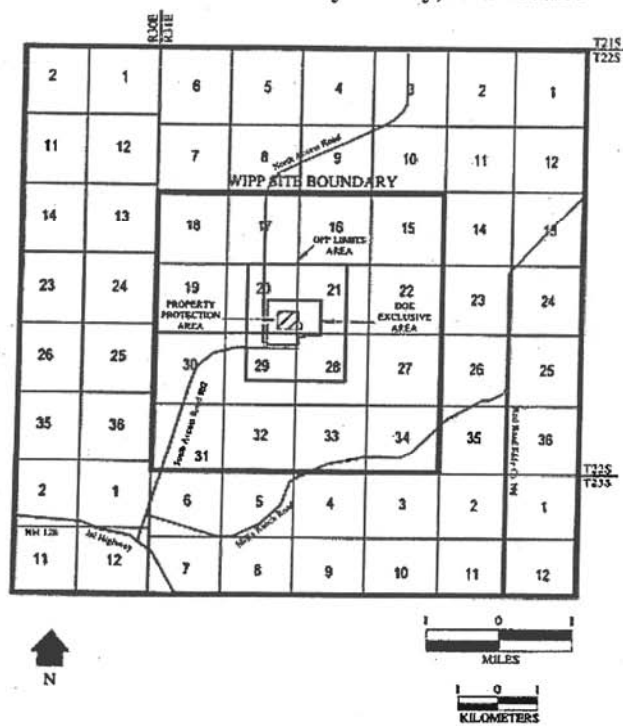 R30E
R31E
T21S
T22S
2 1 6 5 4 3 2 1
North Access Road
11 12 7 8 9 10 11 12
WIPP SITE BOUNDARY
14 13 18 17 16 15 14 13
OFF LIMITS
AREA
23 24 19 20 21 22 23 24
PROPERTY
PROTECTION
AREA
DOE
EXCLUSIVE
AREA
26 25 30 29 28 27 26 25
South Access Road
35 36 31 32 33 34 35 36
T22S
T23S
2 1 6 5 4 3 2 1
Mills Ranch Road
NM 128
Jal Highway
11 12 7 8 9 10 11 12
N
1 0 1
MILES
1 0 1
KILOMETERS